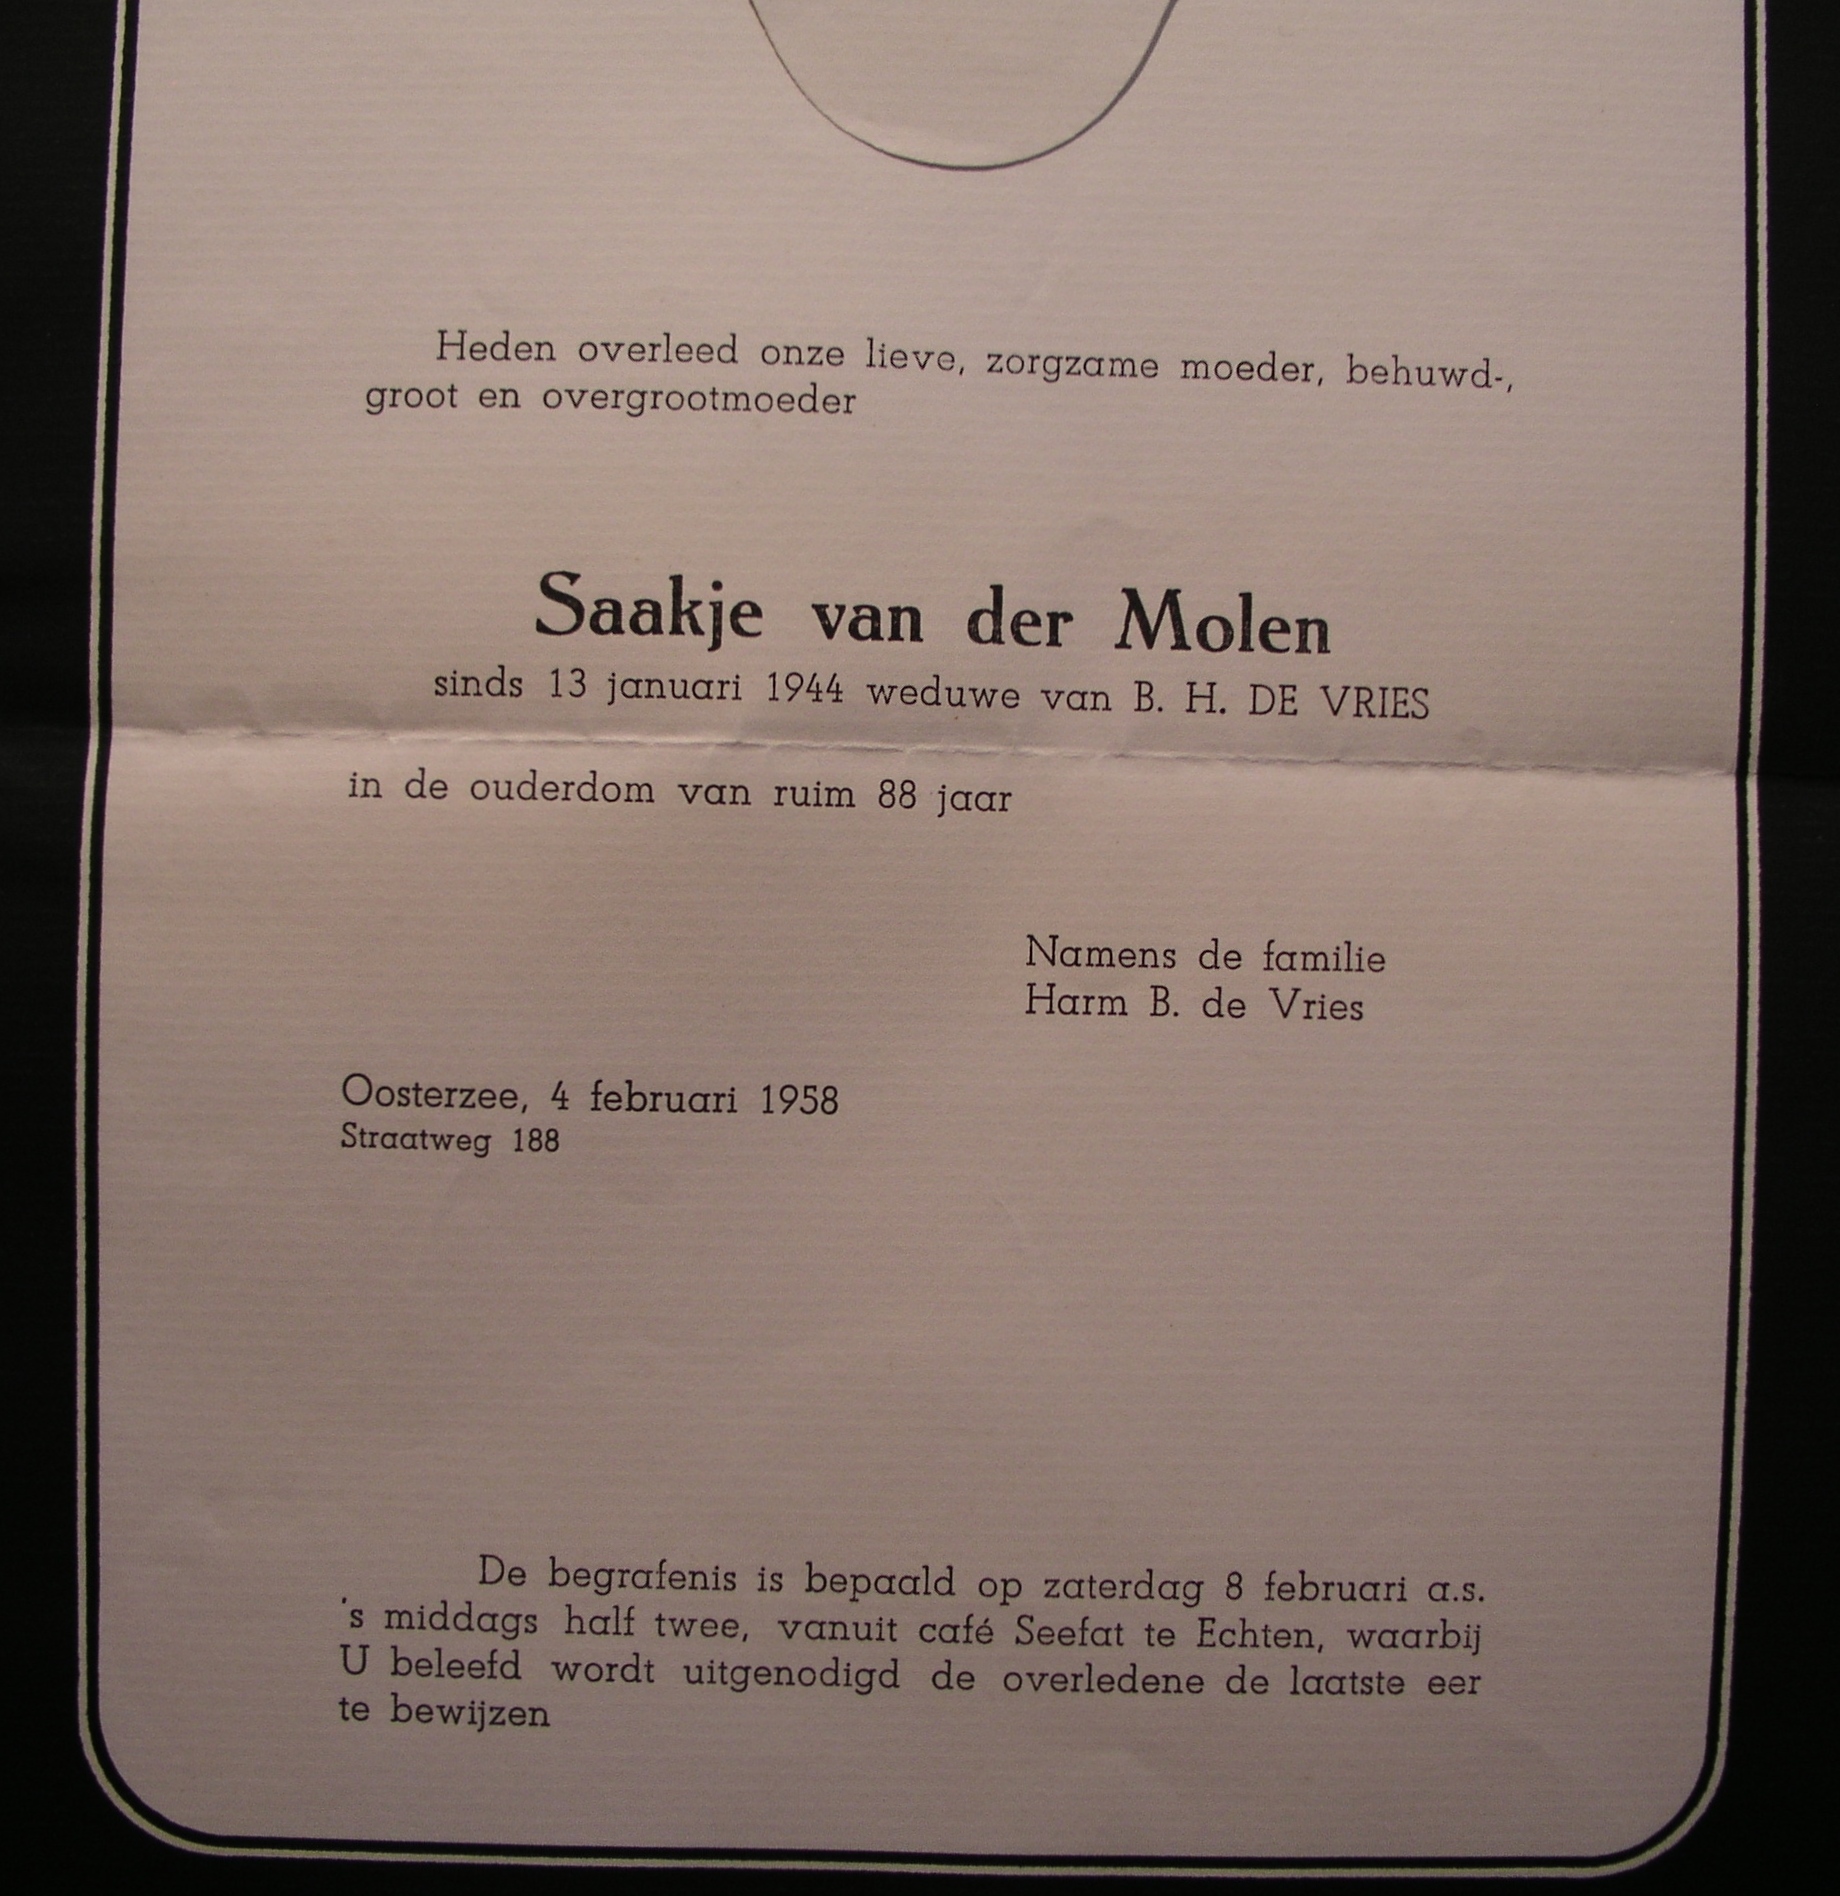 Heden overleed onze lieve, zorgzame moeder, behuwd-,
groot en overgrootmoeder
Saakje van der Molen
sinds 13 januari 1944 weduwe van B. H. DE VRIES
in de ouderdom van ruim 88 jaar
Namens de familie
Harm B. de Vries
Oosterzee, 4 februari 1958
Straatweg 188
De begrafenis is bepaald op zaterdag 8 februari a.s.
's middags half twee, vanuit café Seefat te Echten, waarbij
U beleefd wordt uitgenodigd de overledene de laatste eer
te bewijzen